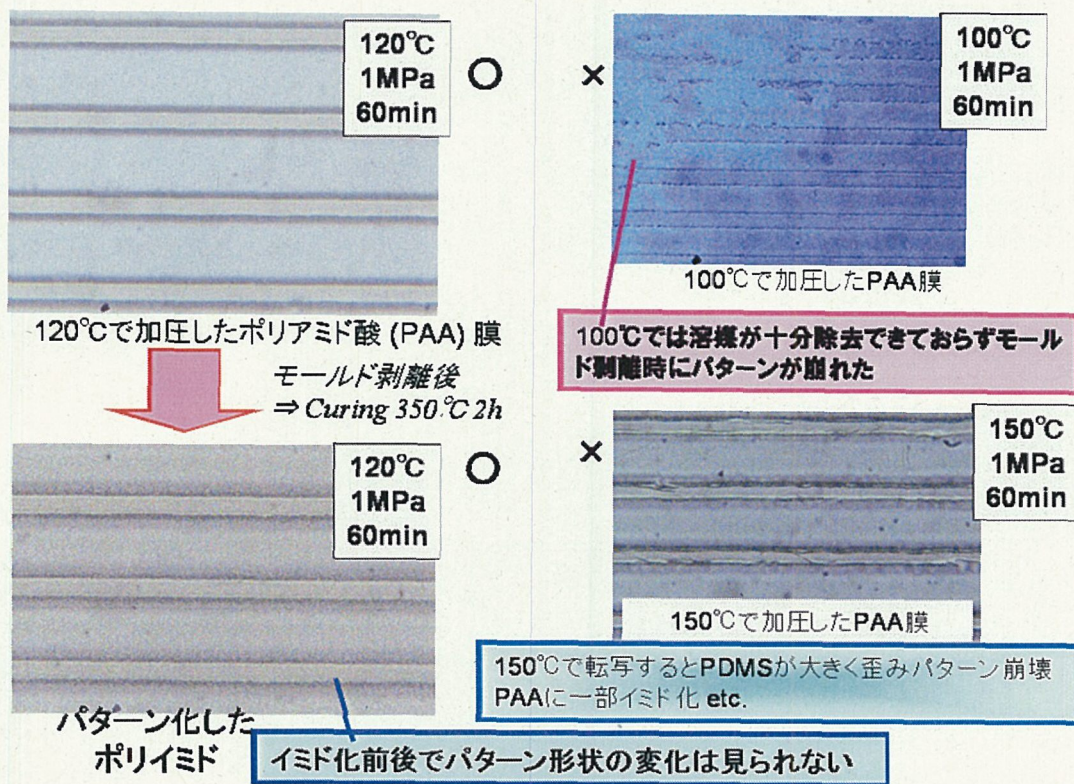 120℃
1MPa
60min
○
120℃で加圧したポリアミド酸 (PAA) 膜
モールド剥離後
⇒ Curing 350℃ 2h
120℃
1MPa
60min
○
パターン化した
ポリイミド
イミド化前後でパターン形状の変化は見られない
×
100℃
1MPa
60min
100℃で加圧したPAA膜
100℃では溶媒が十分除去できておらずモール
ド剥離時にパターンが崩れた
×
150℃
1MPa
60min
150℃で加圧したPAA膜
150℃で転写するとPDMSが大きく歪みパターン崩壊
PAAに一部イミド化 etc.